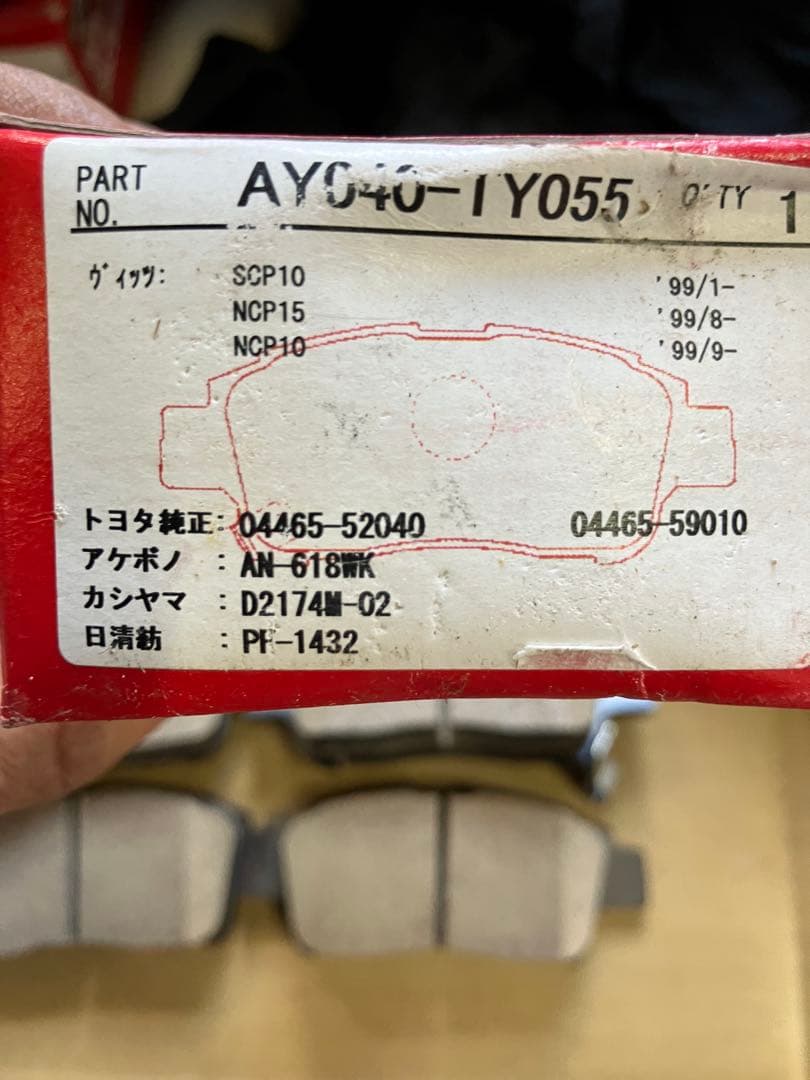 PART NO. AY040-TY055 Q'TY 1
ヴィッツ: SCP10 '99/1-
NCP15 '99/8-
NCP10 '99/9-
トヨタ純正: 04465-52040 04465-59010
アケボノ : AN-618WK
カシヤマ : D2174M-02
日清紡 : PF-1432